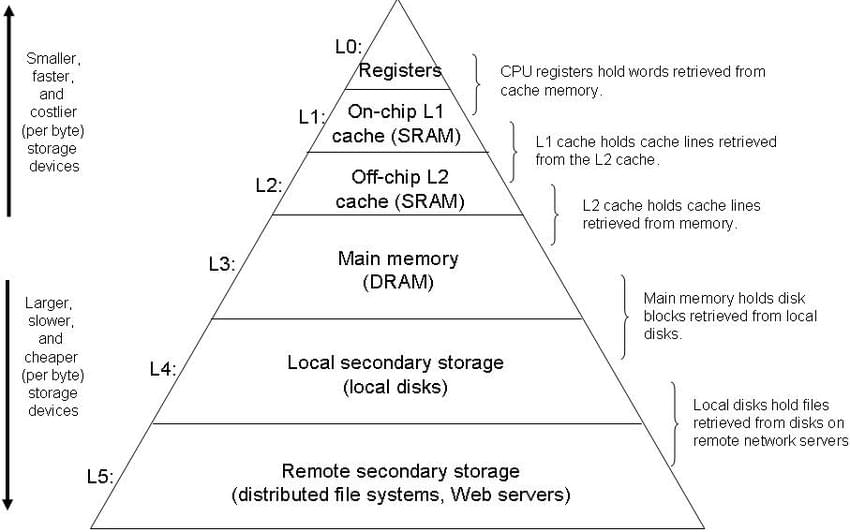 Smaller,
faster,
and
costlier
(per byte)
storage
devices
Larger,
slower,
and
cheaper
(per byte)
storage
devices
L0:
Registers
L1:
On-chip L1
cache (SRAM)
L2:
Off-chip L2
cache (SRAM)
L3:
Main memory
(DRAM)
L4:
Local secondary storage
(local disks)
L5:
Remote secondary storage
(distributed file systems, Web servers)
CPU registers hold words retrieved from
cache memory.
L1 cache holds cache lines retrieved
from the L2 cache.
L2 cache holds cache lines
retrieved from memory.
Main memory holds disk
blocks retrieved from local
disks.
Local disks hold files
retrieved from disks on
remote network servers